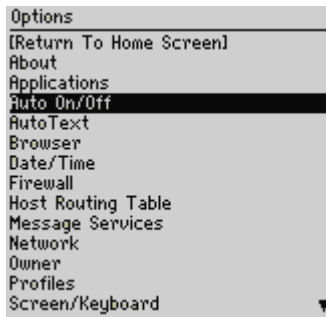 Options
[Return To Home Screen]
About
Applications
Auto On/Off
AutoText
Browser
Date/Time
Firewall
Host Routing Table
Message Services
Network
Owner
Profiles
Screen/Keyboard